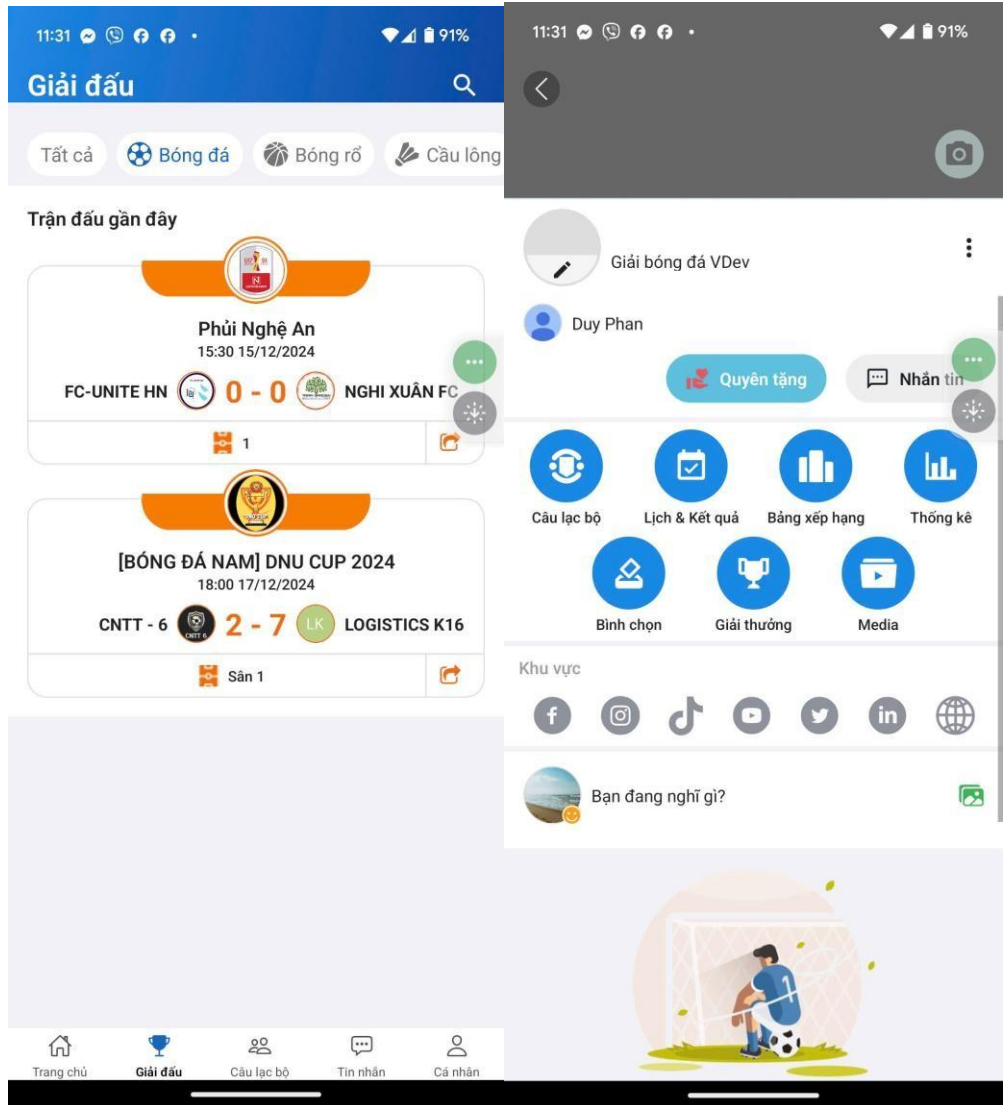 11:31
91%
Giải đấu
Tất cả
Bóng đá
Bóng rổ
Cầu lông
Trận đấu gần đây
Phủi Nghệ An
15:30 15/12/2024
FC-UNITE HN
0 - 0
NGHI XUÂN FC
1
[BÓNG ĐÁ NAM] DNU CUP 2024
18:00 17/12/2024
CNTT - 6
CNTT 6
2 - 7
LK
LOGISTICS K16
Sân 1
Trang chủ
Giải đấu
Câu lạc bộ
Tin nhắn
Cá nhân
11:31
91%
Giải bóng đá VDev
Duy Phan
Quyên tặng
Nhắn tin
Câu lạc bộ
Lịch & Kết quả
Bảng xếp hạng
Thống kê
Bình chọn
Giải thưởng
Media
Khu vực
Bạn đang nghĩ gì?
1